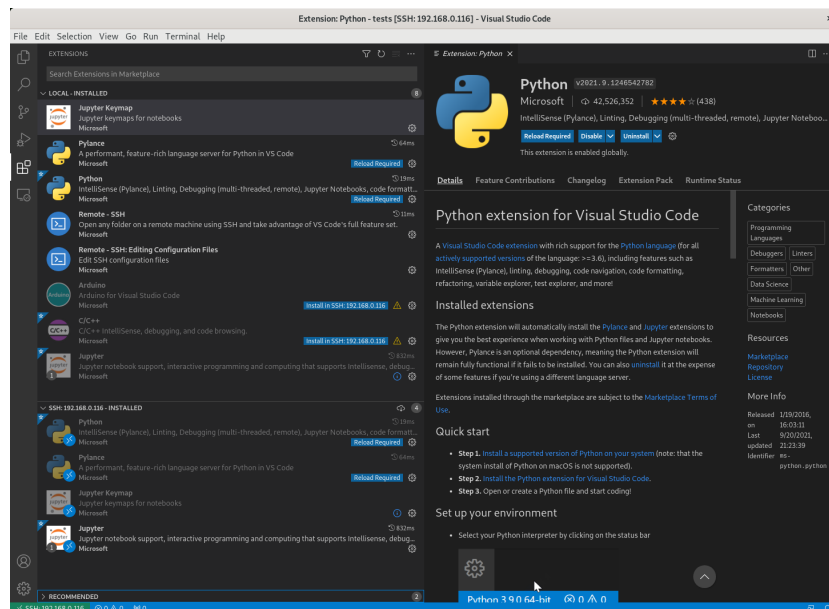 Extension: Python - tests [SSH: 192.168.0.116] - Visual Studio Code
File Edit Selection View Go Run Terminal Help
EXTENSIONS
Search Extensions in Marketplace
LOCAL - INSTALLED 8
Jupyter Keymap
Jupyter keymaps for notebooks
Microsoft
Pylance 64ms
A performant, feature-rich language server for Python in VS Code
Microsoft Reload Required
Python 19ms
IntelliSense (Pylance), Linting, Debugging (multi-threaded, remote), Jupyter Notebooks, code formatt...
Microsoft Reload Required
Remote - SSH 11ms
Open any folder on a remote machine using SSH and take advantage of VS Code's full feature set.
Microsoft
Remote - SSH: Editing Configuration Files
Edit SSH configuration files
Microsoft
Arduino
Arduino for Visual Studio Code
Microsoft Install in SSH: 192.168.0.116
C/C++
C/C++ IntelliSense, debugging, and code browsing.
Microsoft Install in SSH: 192.168.0.116
Jupyter 832ms
Jupyter notebook support, interactive programming and computing that supports Intellisense, debug...
1 Microsoft
SSH: 192.168.0.116 - INSTALLED 4
Python 19ms
IntelliSense (Pylance), Linting, Debugging (multi-threaded, remote), Jupyter Notebooks, code formatt...
Microsoft Reload Required
Pylance 64ms
A performant, feature-rich language server for Python in VS Code
Microsoft Reload Required
Jupyter Keymap
Jupyter keymaps for notebooks
Microsoft
Jupyter 832ms
Jupyter notebook support, interactive programming and computing that supports Intellisense, debug...
1 Microsoft
RECOMMENDED 2
SSH: 192.168.0.116 0 0 0
Extension: Python
Python v2021.9.1246542782
Microsoft 42,526,352 (438)
IntelliSense (Pylance), Linting, Debugging (multi-threaded, remote), Jupyter Noteboo...
Reload Required Disable Uninstall
This extension is enabled globally.
Details Feature Contributions Changelog Extension Pack Runtime Status
Python extension for Visual Studio Code
A Visual Studio Code extension with rich support for the Python language (for all
actively supported versions of the language: >=3.6), including features such as
IntelliSense (Pylance), linting, debugging, code navigation, code formatting,
refactoring, variable explorer, test explorer, and more!
Installed extensions
The Python extension will automatically install the Pylance and Jupyter extensions to
give you the best experience when working with Python files and Jupyter notebooks.
However, Pylance is an optional dependency, meaning the Python extension will
remain fully functional if it fails to be installed. You can also uninstall it at the expense
of some features if you're using a different language server.
Extensions installed through the marketplace are subject to the Marketplace Terms of
Use.
Quick start
Step 1. Install a supported version of Python on your system (note: that the
system install of Python on macOS is not supported).
Step 2. Install the Python extension for Visual Studio Code.
Step 3. Open or create a Python file and start coding!
Set up your environment
Select your Python interpreter by clicking on the status bar
Python 3.9.0 64-bit 0 0
Categories
Programming
Languages
Debuggers Linters
Formatters Other
Data Science
Machine Learning
Notebooks
Resources
Marketplace
Repository
License
More Info
Released 1/19/2016,
on 16:03:11
Last 9/20/2021,
updated 21:23:39
Identifier ms-
python.python